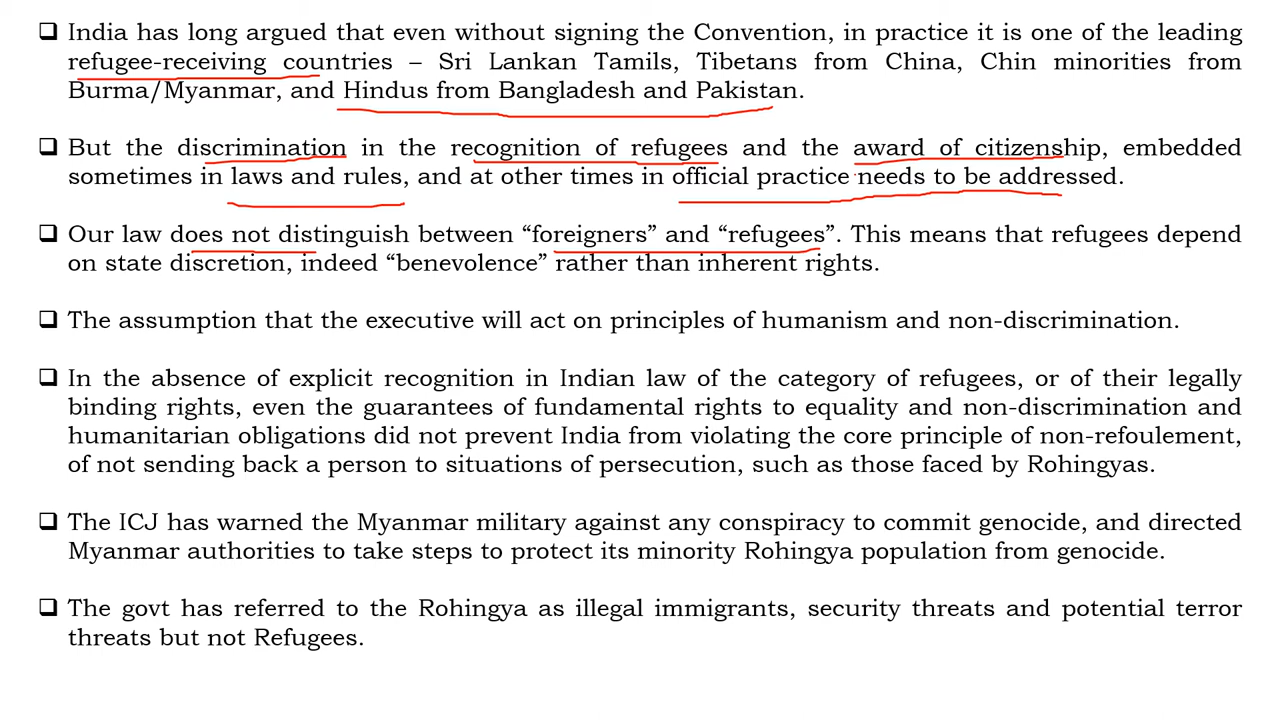 ❑ India has long argued that even without signing the Convention, in practice it is one of the leading
refugee-receiving countries – Sri Lankan Tamils, Tibetans from China, Chin minorities from
Burma/Myanmar, and Hindus from Bangladesh and Pakistan.
❑ But the discrimination in the recognition of refugees and the award of citizenship, embedded
sometimes in laws and rules, and at other times in official practice needs to be addressed.
❑ Our law does not distinguish between “foreigners” and “refugees”. This means that refugees depend
on state discretion, indeed “benevolence” rather than inherent rights.
❑ The assumption that the executive will act on principles of humanism and non-discrimination.
❑ In the absence of explicit recognition in Indian law of the category of refugees, or of their legally
binding rights, even the guarantees of fundamental rights to equality and non-discrimination and
humanitarian obligations did not prevent India from violating the core principle of non-refoulement,
of not sending back a person to situations of persecution, such as those faced by Rohingyas.
❑ The ICJ has warned the Myanmar military against any conspiracy to commit genocide, and directed
Myanmar authorities to take steps to protect its minority Rohingya population from genocide.
❑ The govt has referred to the Rohingya as illegal immigrants, security threats and potential terror
threats but not Refugees.